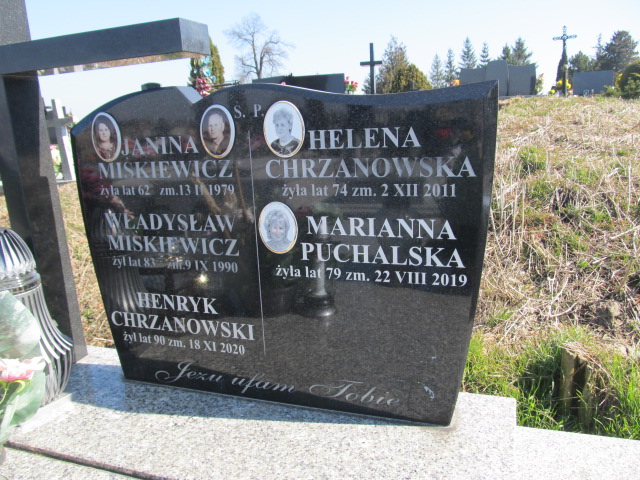 Ś. P.
JANINA
MISKIEWICZ
żyła lat 62 zm. 13 II 1979
WŁADYSŁAW
MISKIEWICZ
żył lat 83 zm. 9 IX 1990
HENRYK
CHRZANOWSKI
żył lat 90 zm. 18 XI 2020
HELENA
CHRZANOWSKA
żyła lat 74 zm. 2 XII 2011
MARIANNA
PUCHALSKA
żyła lat 79 zm. 22 VIII 2019
Jezu ufam Tobie